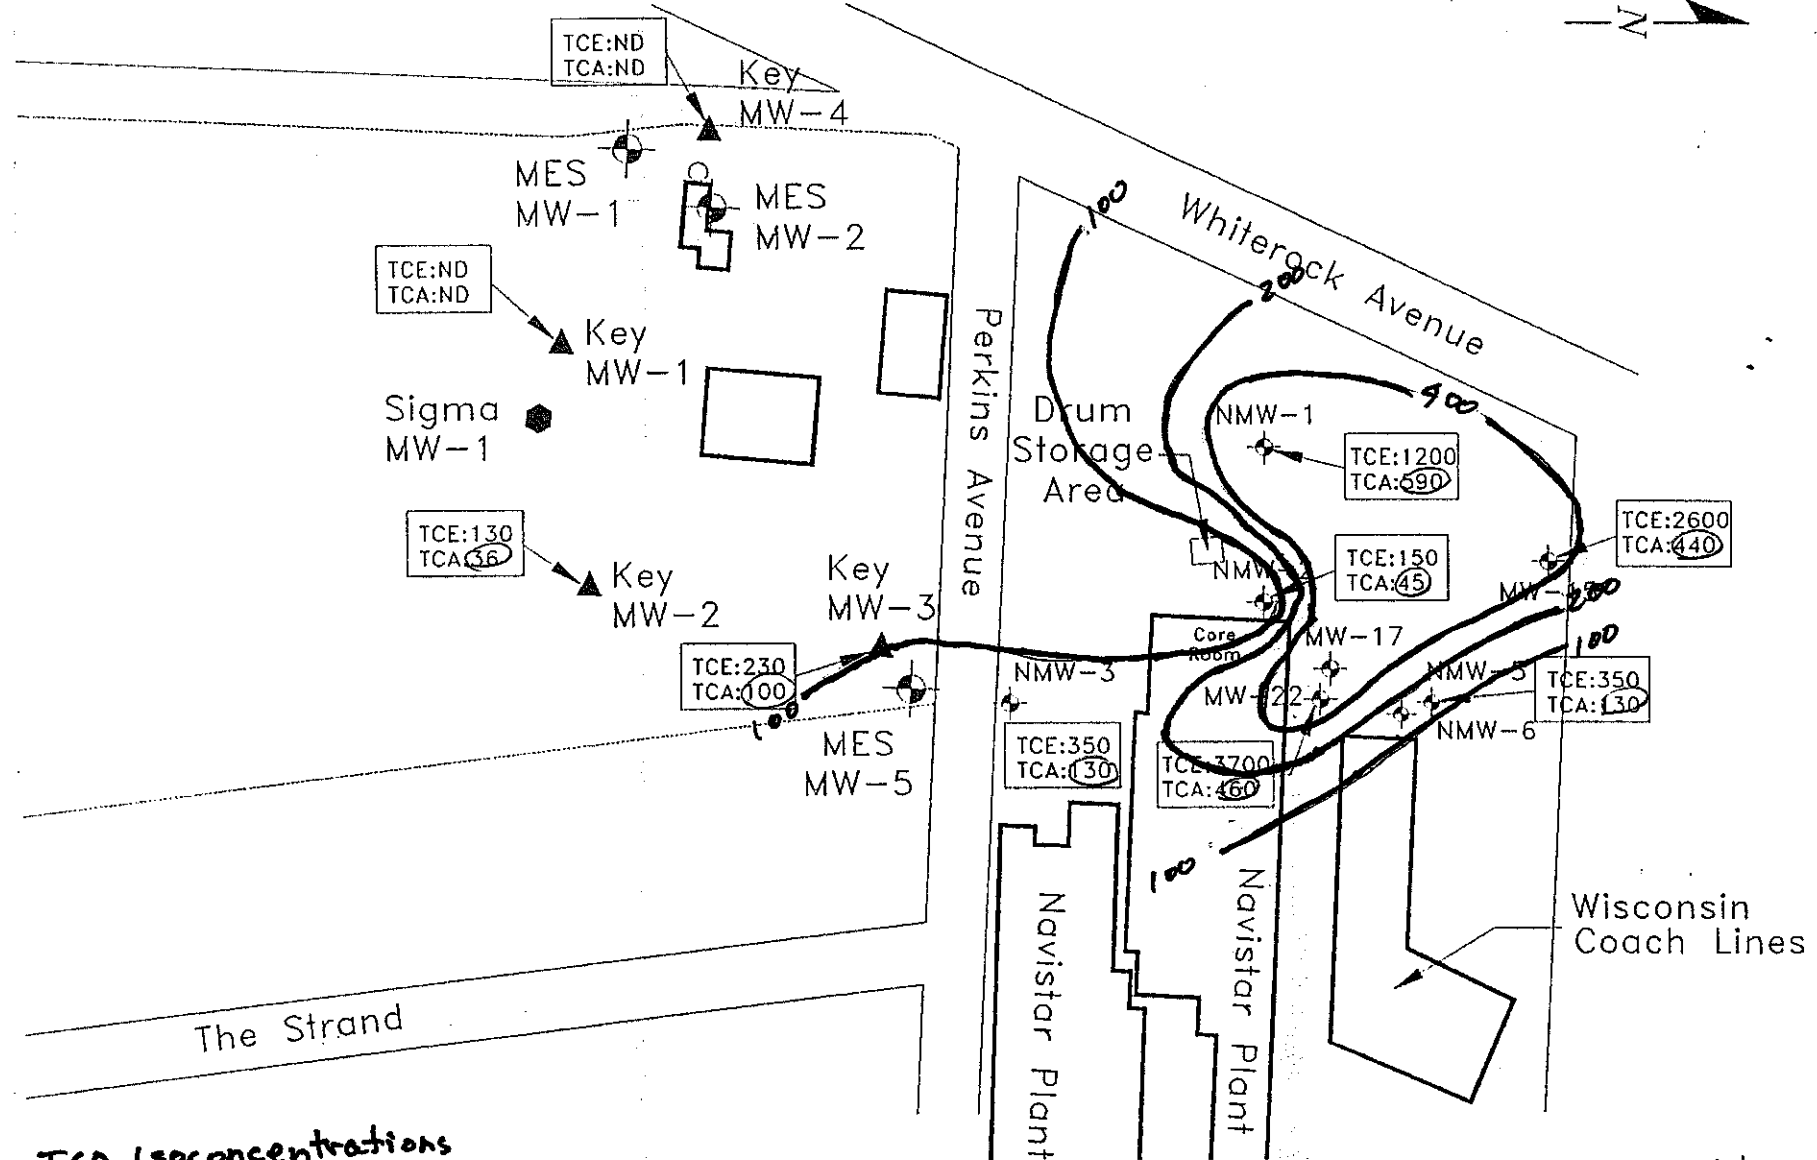 N
TCE:ND
TCA:ND
Key
MW-4
MES
MW-1
MES
MW-2
100
Whiterock Avenue
TCE:ND
TCA:ND
200
Key
MW-1
Perkins Avenue
Sigma
MW-1
Drum
Storage
Area
NMW-1
400
TCE:1200
TCA:590
TCE:130
TCA:36
Key
MW-2
Key
MW-3
TCE:2600
TCA:440
TCE:150
TCA:45
200
100
Core
Room
MW-17
TCE:230
TCA:100
NMW-3
MW-22
NMW-5
TCE:350
TCA:130
100
MES
MW-5
NMW-6
TCE:350
TCA:130
TCE:3700
TCA:460
100
Navistar Plant
Navistar Plant
Wisconsin
Coach Lines
The Strand
Isoconcentrations